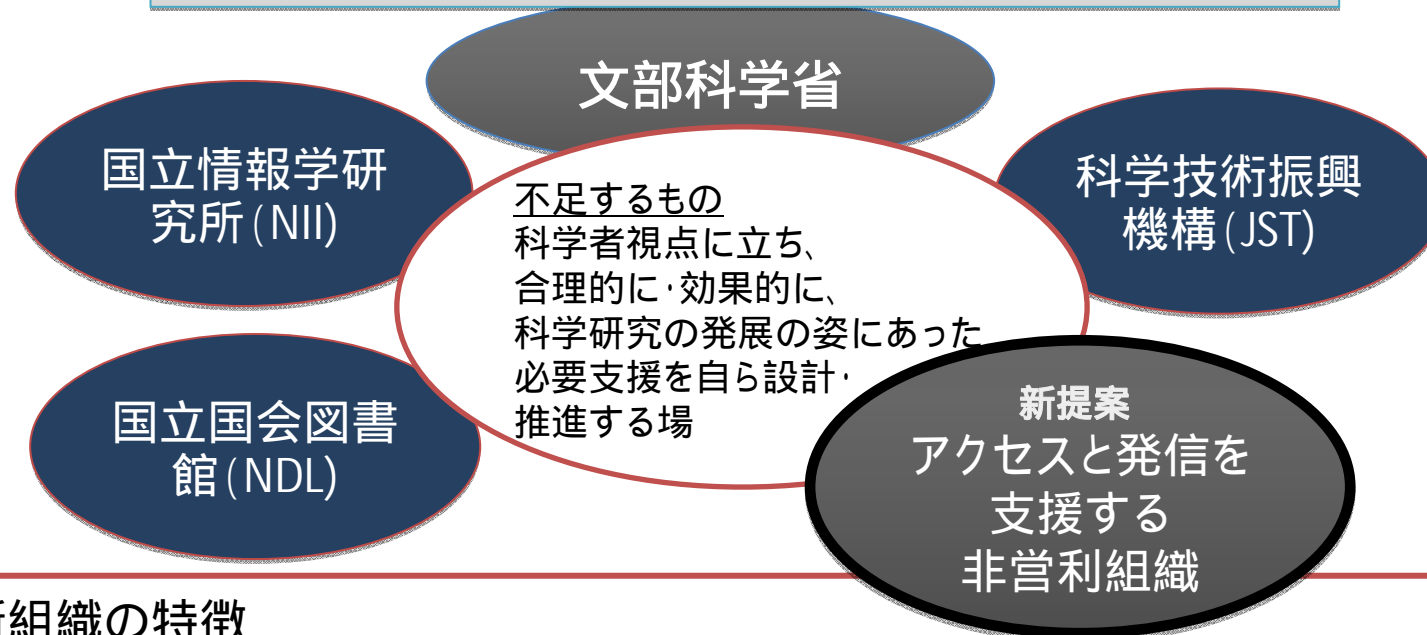 文部科学省
国立情報学研
究所(NII)
科学技術振興
機構(JST)
不足するもの
科学者視点に立ち、
合理的に・効果的に、
科学研究の発展の姿にあった
必要支援を自ら設計・
推進する場
国立国会図書
館(NDL)
新提案
アクセスと発信を
支援する
非営利組織
新組織の特徴